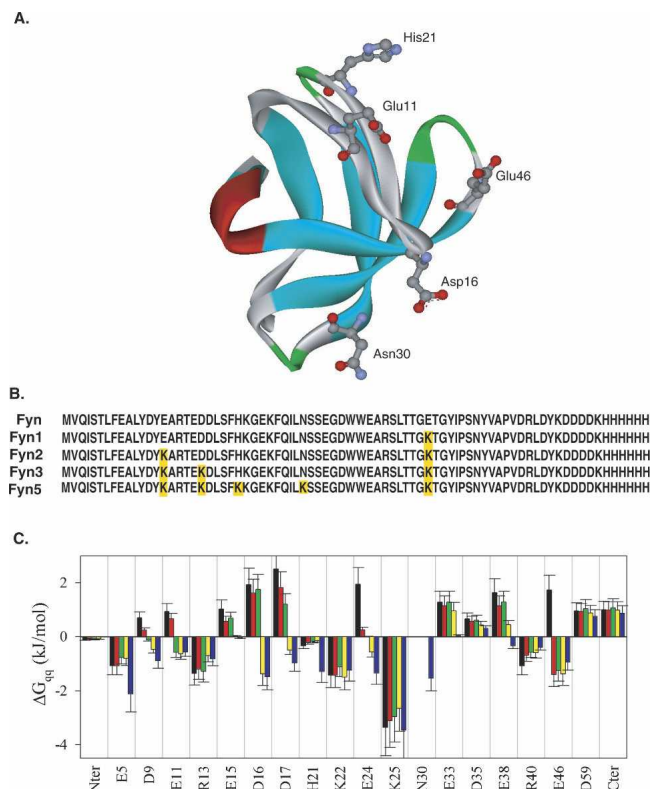 A.
His21
Glu11
Glu46
Asp16
Asn30
B.
Fyn MVQISTLFEALYDYEARTEDDLSFHKGEKFQILNSSEGDWWEARSLTTGETGYIPSNYVAPVDRLDYKDDDDKHHHHHH
Fyn1 MVQISTLFEALYDYEARTEDDLSFHKGEKFQILNSSEGDWWEARSLTTGKTGYIPSNYVAPVDRLDYKDDDDKHHHHHH
Fyn2 MVQISTLFEALYDYKARTEDDLSFHKGEKFQILNSSEGDWWEARSLTTGKTGYIPSNYVAPVDRLDYKDDDDKHHHHHH
Fyn3 MVQISTLFEALYDYKARTEKDLSFHKGEKFQILNSSEGDWWEARSLTTGKTGYIPSNYVAPVDRLDYKDDDDKHHHHHH
Fyn5 MVQISTLFEALYDYKARTEKDLSFKKGEKFQILKSSEGDWWEARSLTTGKTGYIPSNYVAPVDRLDYKDDDDKHHHHHH
C.
ΔGqq (kJ/mol)
2
0
-2
-4
Nter
E5
D9
E11
R13
E15
D16
D17
H21
K22
E24
K25
N30
E33
D35
E38
R40
E46
D59
Cter